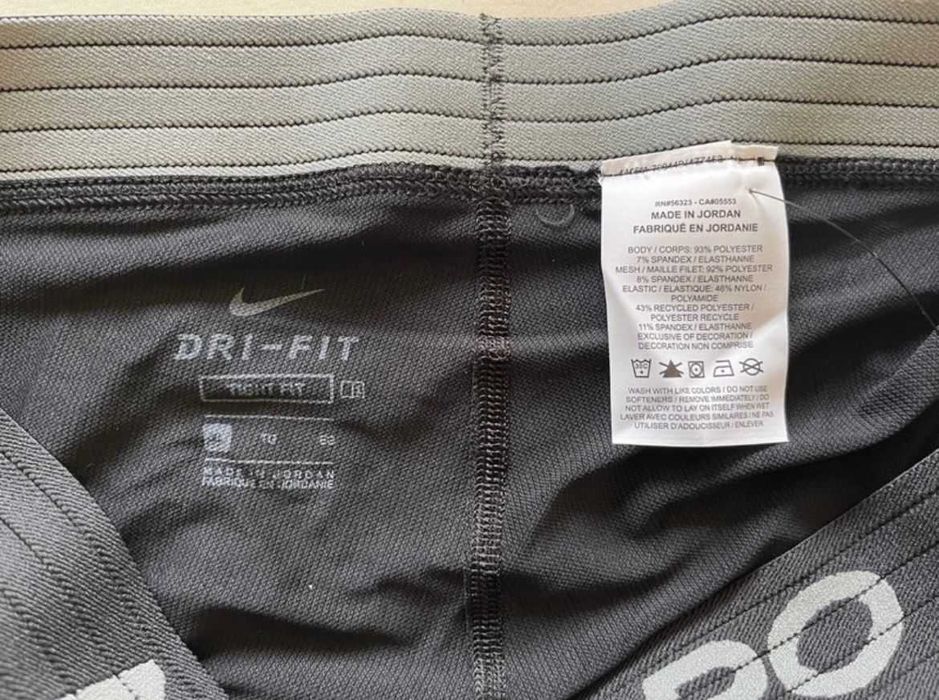 DRI-FIT
TIGHT FIT
MADE IN JORDAN
FABRIQUÉ EN JORDANIE
RN#56323 - CA#05553
MADE IN JORDAN
FABRIQUÉ EN JORDANIE
BODY / CORPS: 93% POLYESTER
7% SPANDEX / ELASTHANNE
MESH / MAILLE FILET: 92% POLYESTER
8% SPANDEX / ELASTHANNE
ELASTIC / ELASTIQUE: 46% NYLON /
POLYAMIDE
43% RECYCLED POLYESTER /
POLYESTER RECYCLE
11% SPANDEX / ELASTHANNE
EXCLUSIVE OF DECORATION /
DECORATION NON COMPRISE
WASH WITH LIKE COLORS / DO NOT USE
SOFTENERS / REMOVE IMMEDIATELY / DO
NOT ALLOW TO LAY ON ITSELF WHEN WET
LAVER AVEC COULEURS SIMILAIRES / NE PAS
UTILISER D'ADOUCISSEUR / ENLEVER
RO